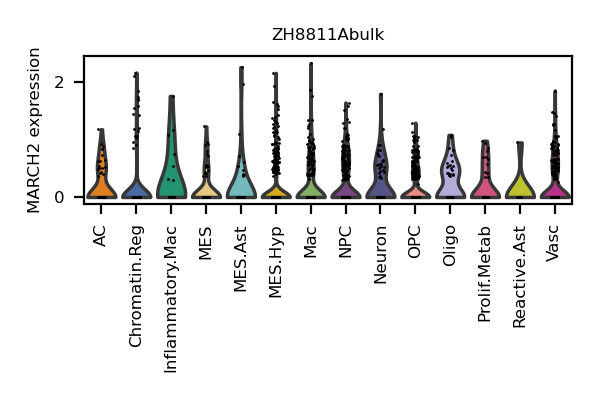 ZH8811Abulk
MARCH2 expression
2
0
AC
Chromatin.Reg
Inflammatory.Mac
MES
MES.Ast
MES.Hyp
Mac
NPC
Neuron
OPC
Oligo
Prolif.Metab
Reactive.Ast
Vasc